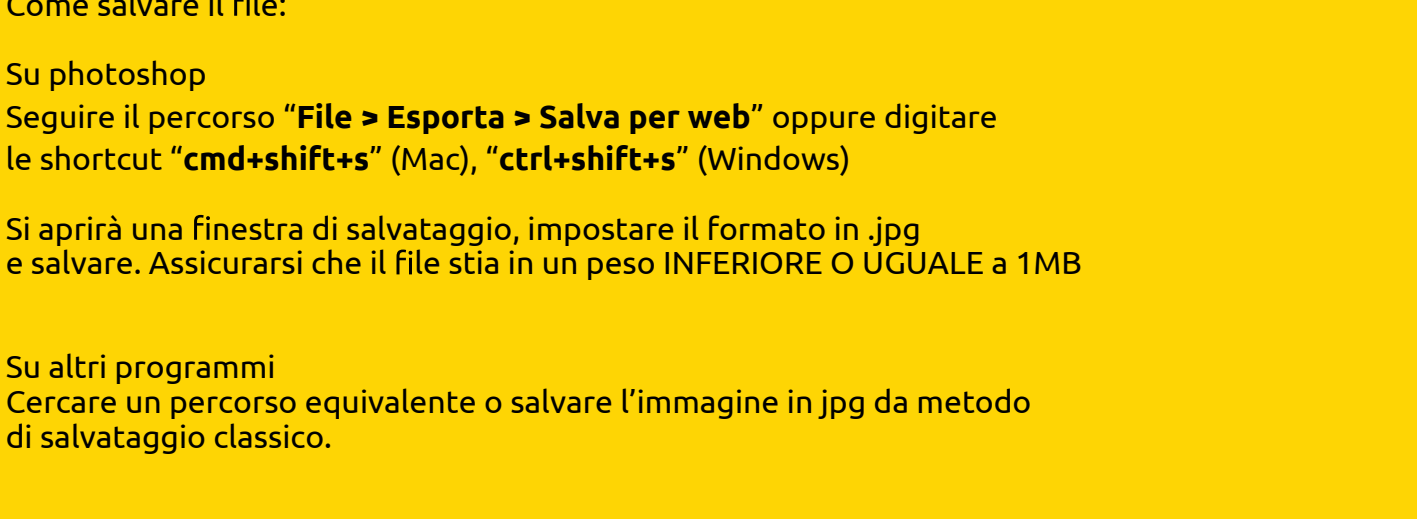 Come salvare il file:
Su photoshop
Seguire il percorso “File > Esporta > Salva per web” oppure digitare
le shortcut “cmd+shift+s” (Mac), “ctrl+shift+s” (Windows)
Si aprirà una finestra di salvataggio, impostare il formato in .jpg
e salvare. Assicurarsi che il file stia in un peso INFERIORE O UGUALE a 1MB
Su altri programmi
Cercare un percorso equivalente o salvare l’immagine in jpg da metodo
di salvataggio classico.